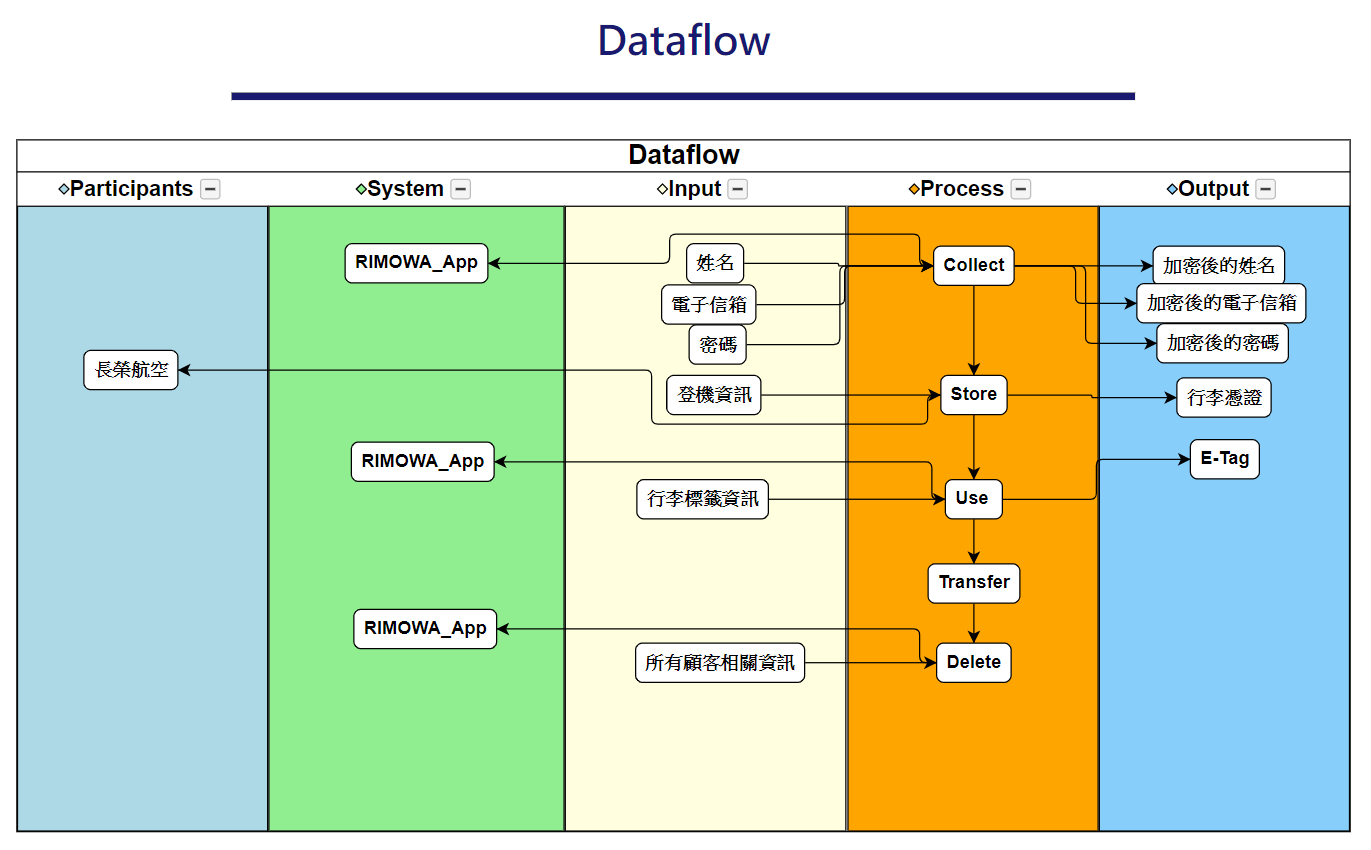 Dataflow
Dataflow
Participants
System
Input
Process
Output
RIMOWA_App
姓名
Collect
加密後的姓名
電子信箱
加密後的電子信箱
密碼
加密後的密碼
長榮航空
登機資訊
Store
行李憑證
RIMOWA_App
E-Tag
行李標籤資訊
Use
Transfer
RIMOWA_App
所有顧客相關資訊
Delete